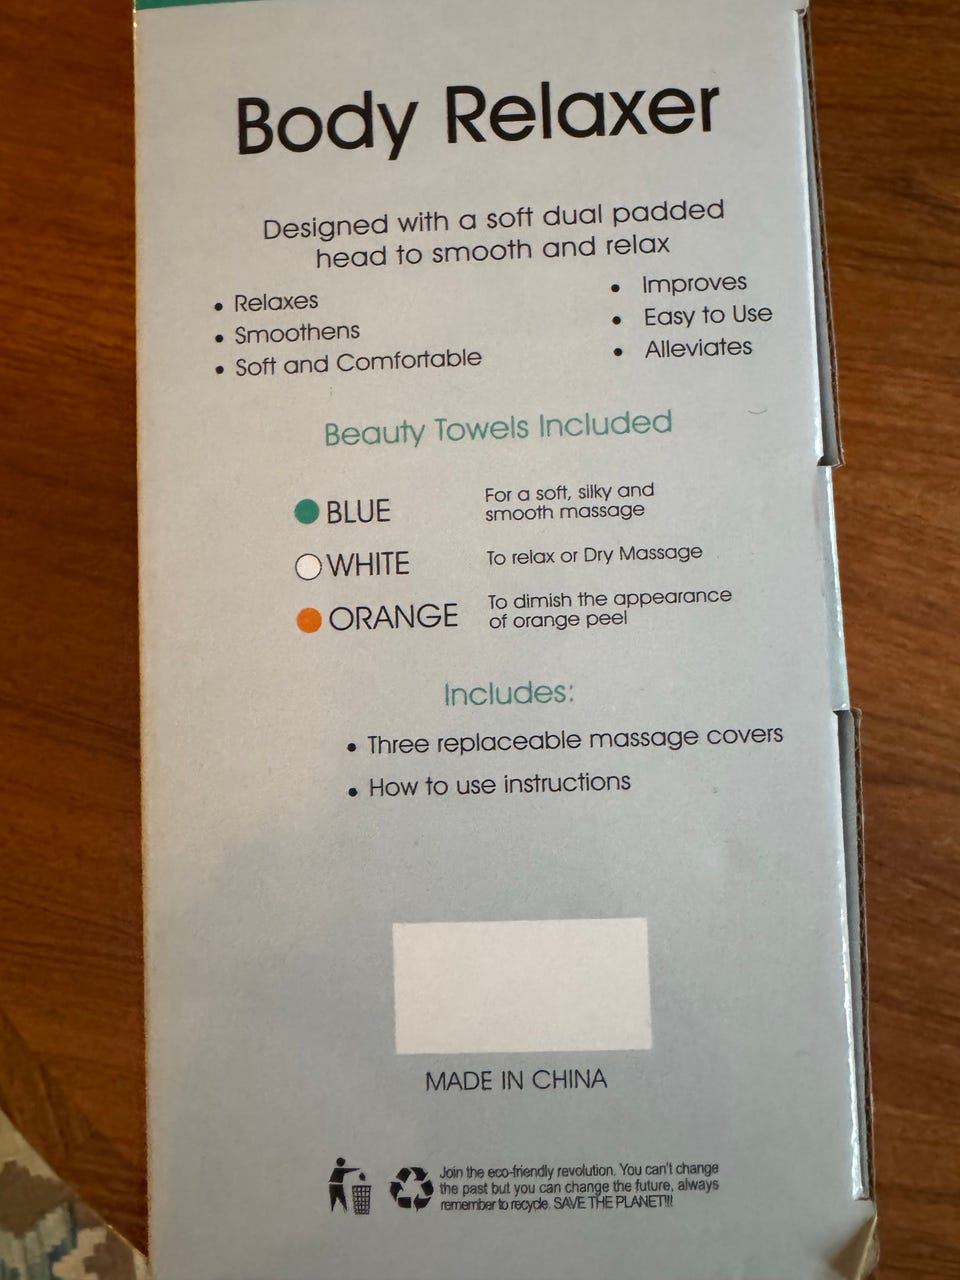 Body Relaxer
Designed with a soft dual padded
head to smooth and relax
• Relaxes
• Smoothens
• Soft and Comfortable
• Improves
• Easy to Use
• Alleviates
Beauty Towels Included
BLUE
For a soft, silky and
smooth massage
WHITE
To relax or Dry Massage
ORANGE
To dimish the appearance
of orange peel
Includes:
• Three replaceable massage covers
• How to use instructions
MADE IN CHINA
Join the eco-friendly revolution. You can't change
the past but you can change the future, always
remember to recycle. SAVE THE PLANET!!!